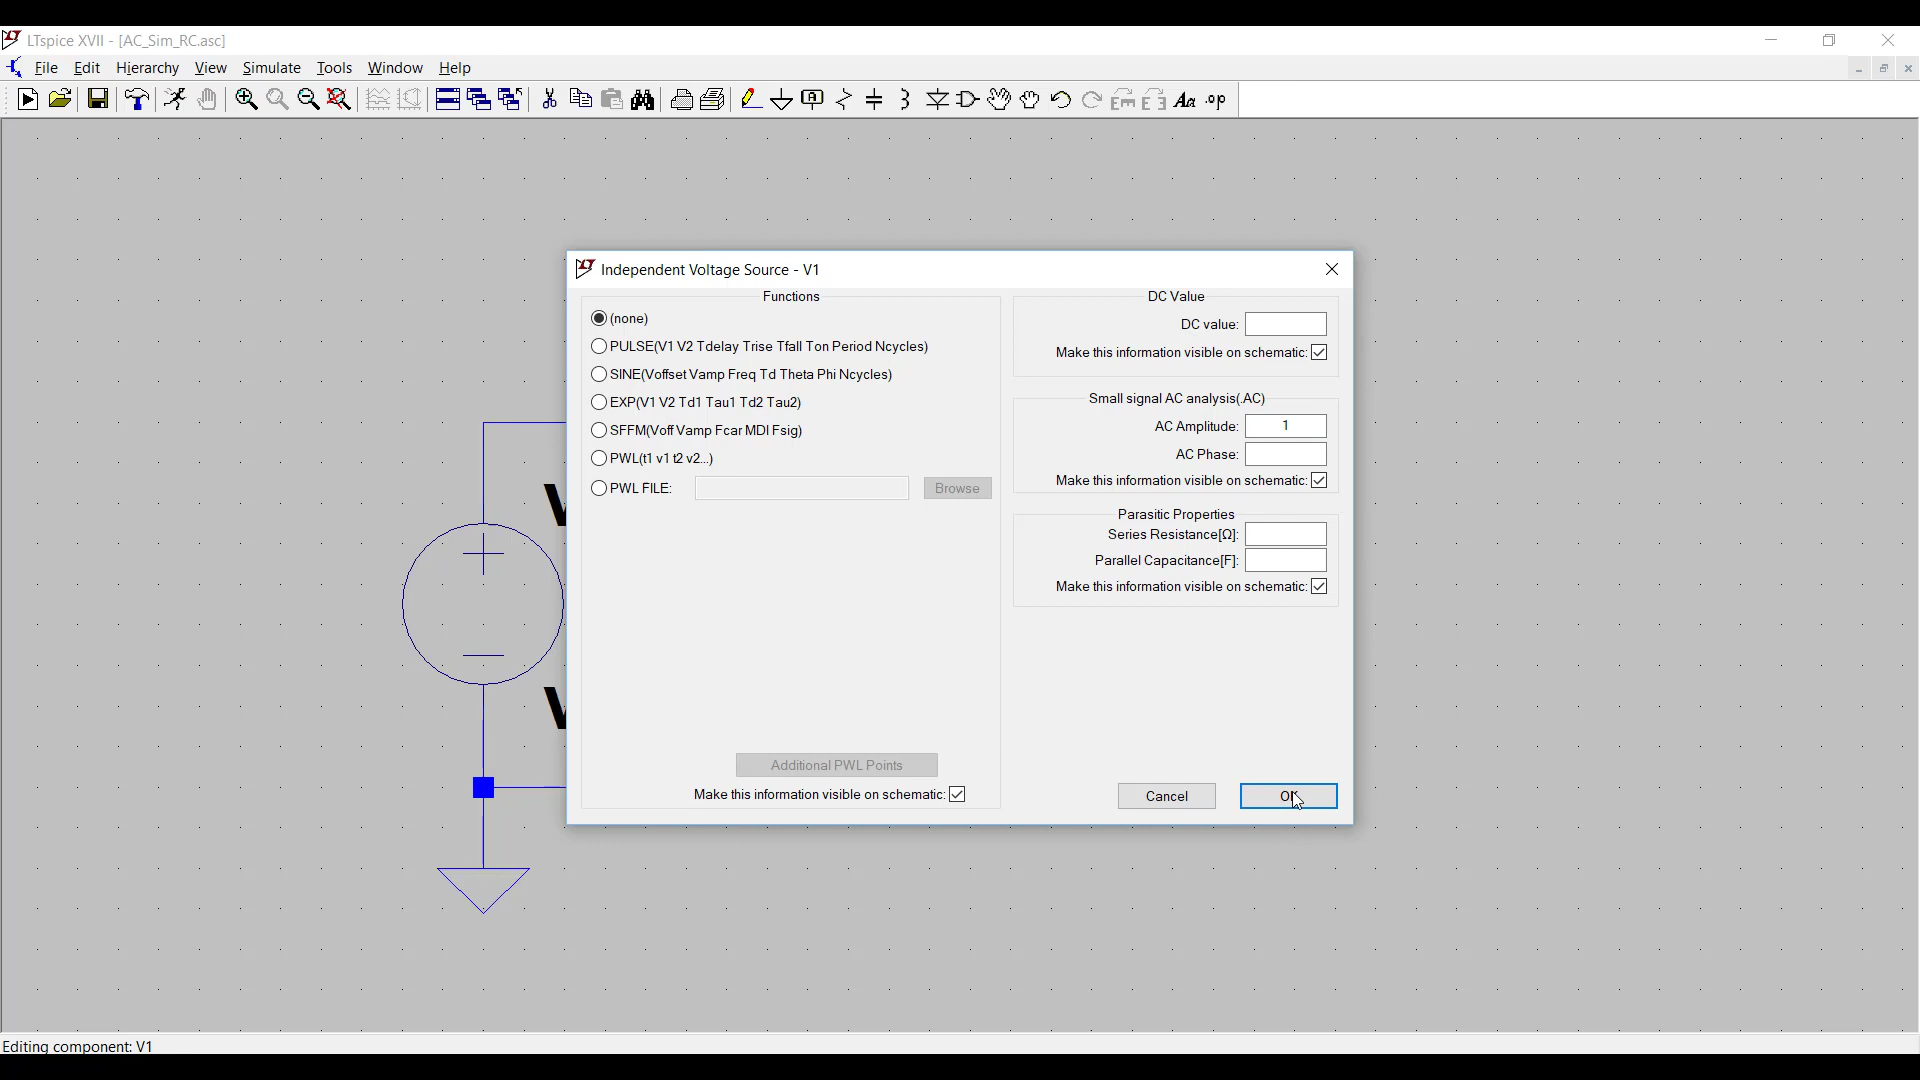 LTspice XVII - [AC_Sim_RC.asc]
File Edit Hierarchy View Simulate Tools Window Help
Aa .op
Independent Voltage Source - V1
Functions
(none)
PULSE(V1 V2 Tdelay Trise Tfall Ton Period Ncycles)
SINE(Voffset Vamp Freq Td Theta Phi Ncycles)
EXP(V1 V2 Td1 Tau1 Td2 Tau2)
SFFM(Voff Vamp Fcar MDI Fsig)
PWL(t1 v1 t2 v2...)
PWL FILE: Browse
Additional PWL Points
Make this information visible on schematic:
DC Value
DC value:
Make this information visible on schematic:
Small signal AC analysis(.AC)
AC Amplitude: 1
AC Phase:
Make this information visible on schematic:
Parasitic Properties
Series Resistance[Ω]:
Parallel Capacitance[F]:
Make this information visible on schematic:
Cancel OK
Editing component: V1